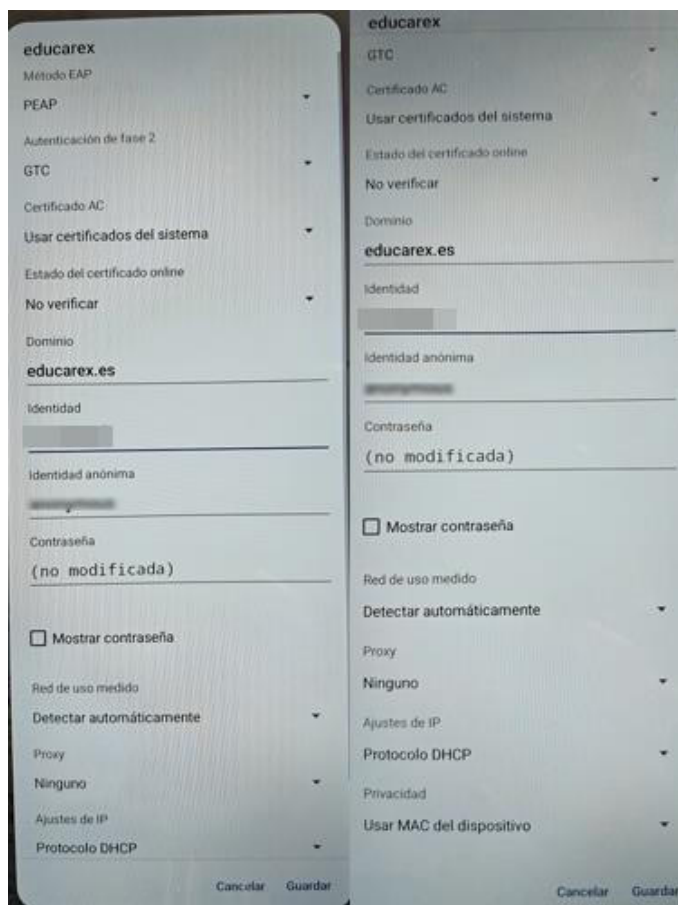 educarex
Método EAP
PEAP
Autenticación de fase 2
GTC
Certificado AC
Usar certificados del sistema
Estado del certificado online
No verificar
Dominio
educarex.es
Identidad
Identidad anónima
Contraseña
(no modificada)
Mostrar contraseña
Red de uso medido
Detectar automáticamente
Proxy
Ninguno
Ajustes de IP
Protocolo DHCP
Cancelar Guardar
educarex
GTC
Certificado AC
Usar certificados del sistema
Estado del certificado online
No verificar
Dominio
educarex.es
Identidad
Identidad anónima
Contraseña
(no modificada)
Mostrar contraseña
Red de uso medido
Detectar automáticamente
Proxy
Ninguno
Ajustes de IP
Protocolo DHCP
Privacidad
Usar MAC del dispositivo
Cancelar Guardar